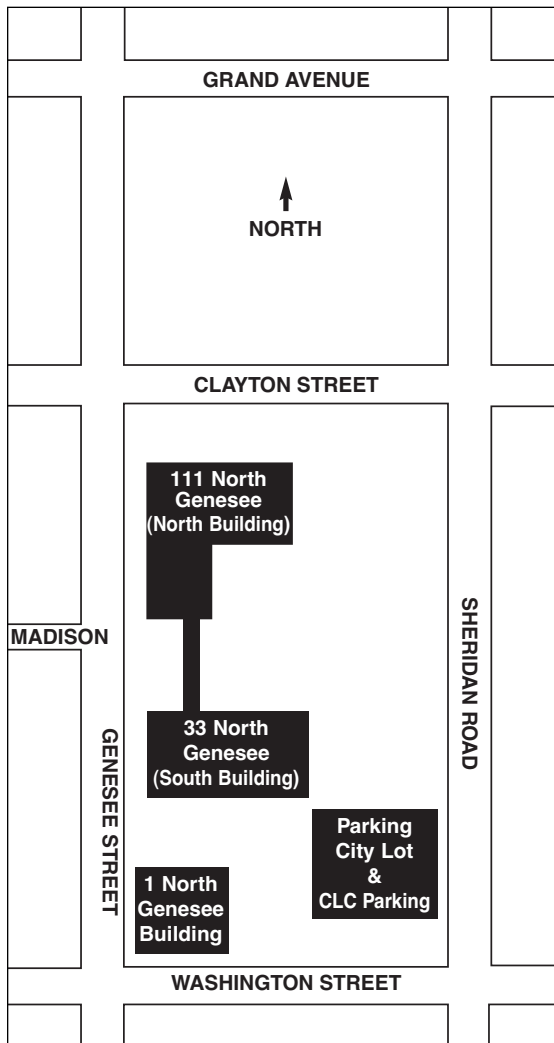 GRAND AVENUE
NORTH
CLAYTON STREET
111 North
Genesee
(North Building)
MADISON
SHERIDAN ROAD
GENESEE STREET
33 North
Genesee
(South Building)
Parking
City Lot
&
CLC Parking
1 North
Genesee
Building
WASHINGTON STREET